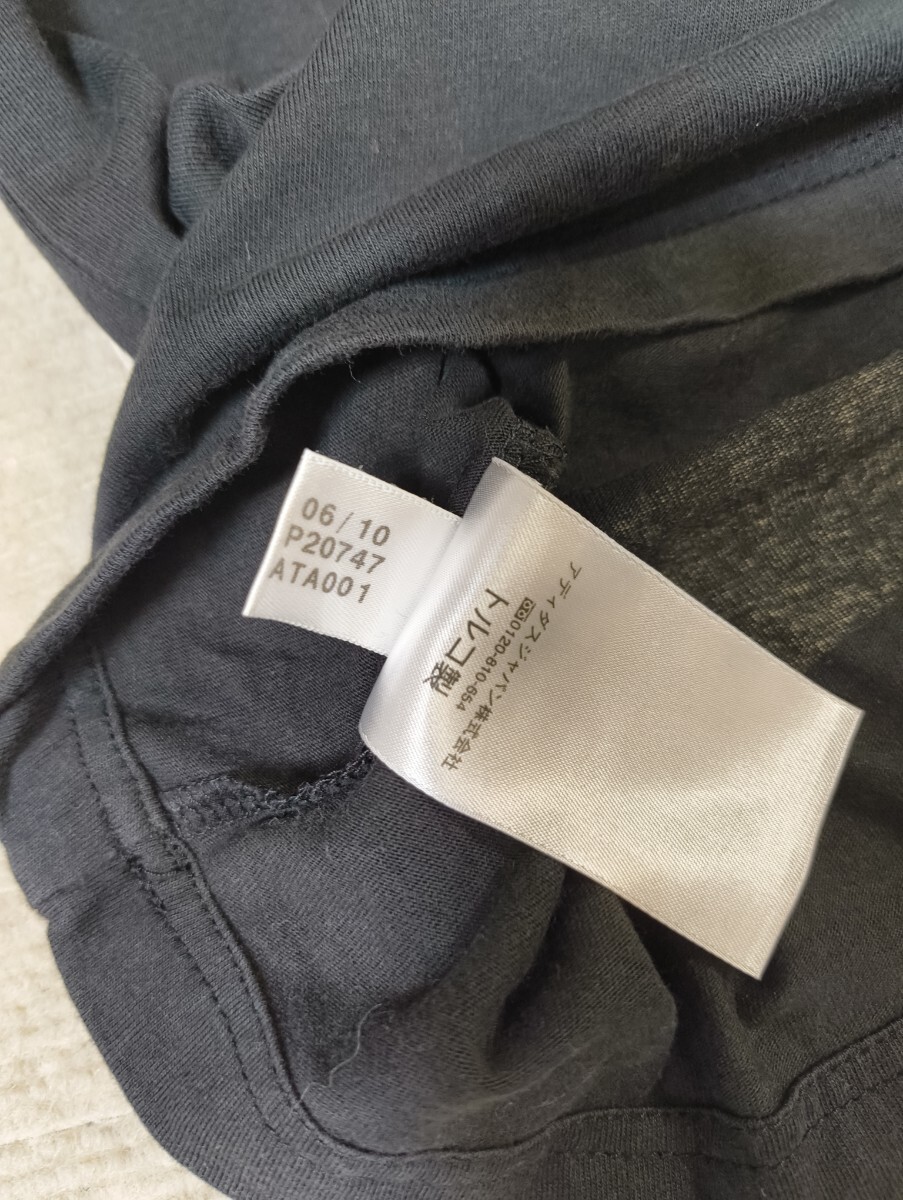 06/10
P20747
ATA001
アディダスジャパン株式会社
0120-810-654
トルコ製